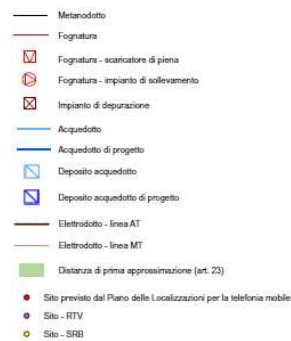 Metanodotto
Fognatura
Fognatura - scaricatore di piena
Fognatura - impianto di sollevamento
Impianto di depurazione
Acquedotto
Acquedotto di progetto
Deposito acquedotto
Deposito acquedotto di progetto
Elettrodotto - linea AT
Elettrodotto - linea MT
Distanza di prima approssimazione (art. 23)
Sito previsto dal Piano delle Localizzazioni per la telefonia mobile
Sito - RTV
Sito - SRB